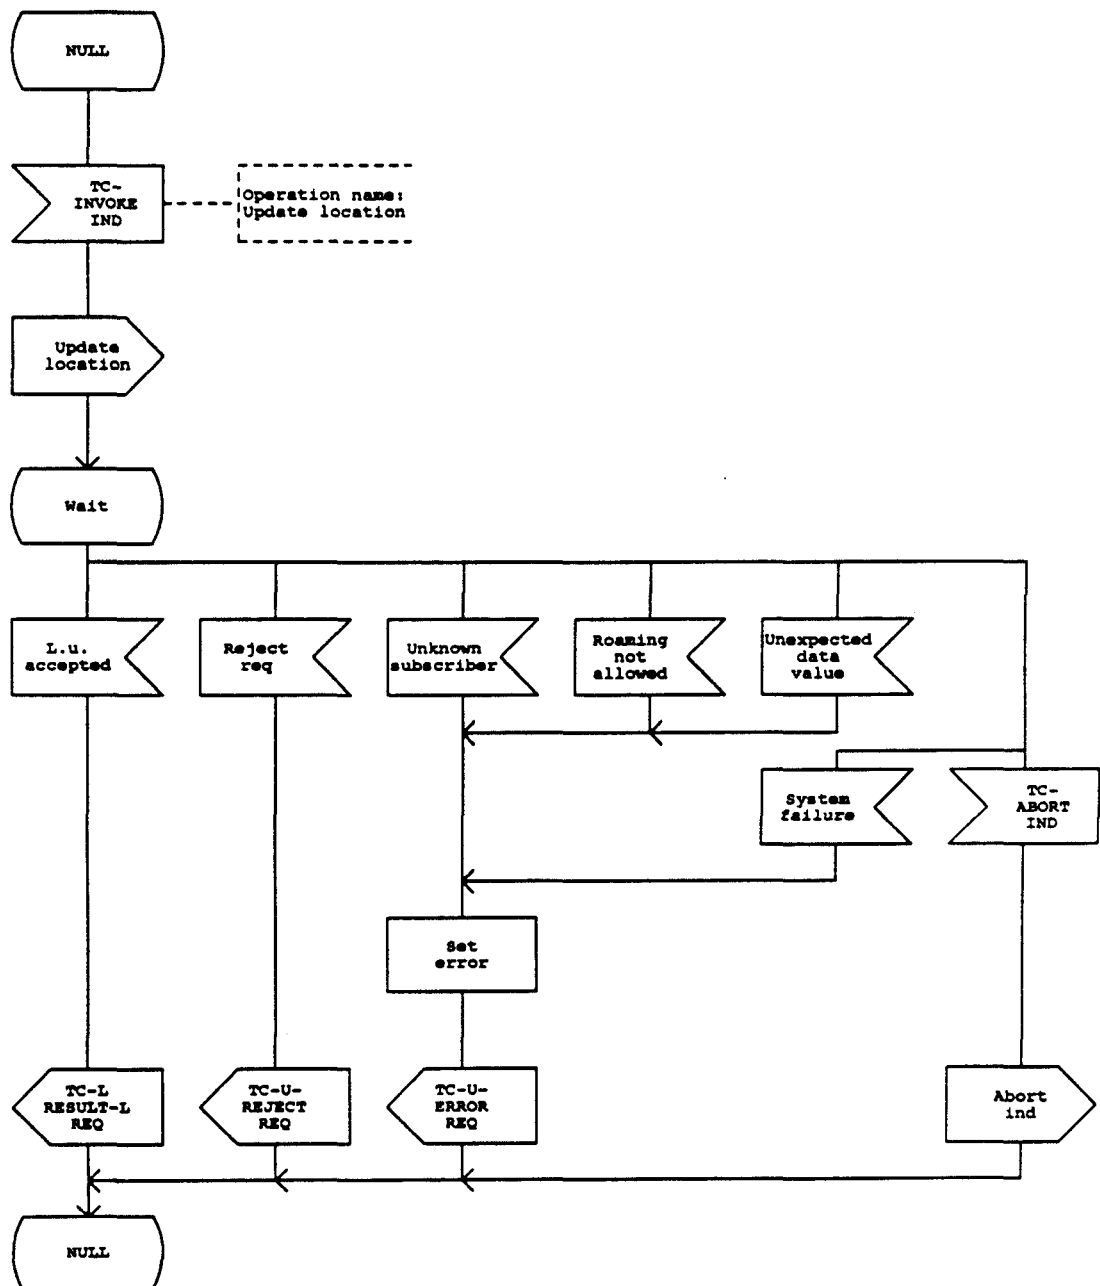 NULL
TC-
INVOKE
IND
Operation name:
Update location
Update
location
Wait
L.u.
accepted
Reject
req
Unknown
subscriber
Roaming
not
allowed
Unexpected
data
value
System
failure
TC-
ABORT
IND
Set
error
TC-L
RESULT-L
REQ
TC-U-
REJECT
REQ
TC-U-
ERROR
REQ
Abort
ind
NULL